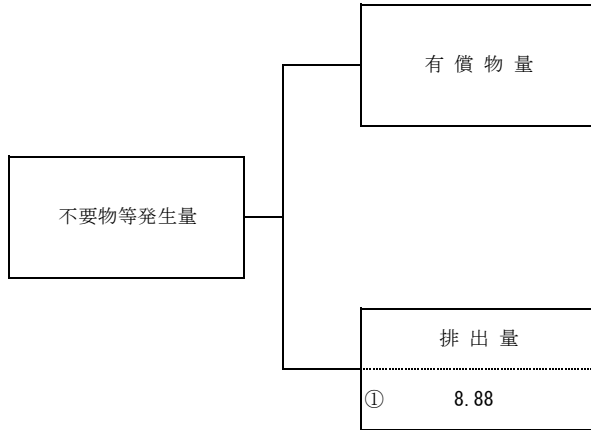 有 償 物 量
不要物等発生量
排 出 量
① 8.88